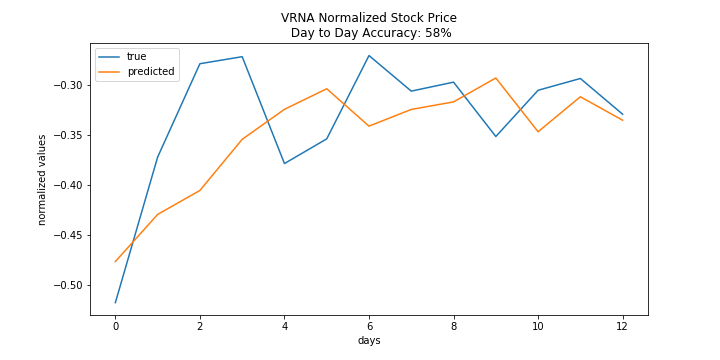 VRNA Normalized Stock Price
Day to Day Accuracy: 58%
true
predicted
normalized values
−0.30
−0.35
−0.40
−0.45
−0.50
0 2 4 6 8 10 12
days